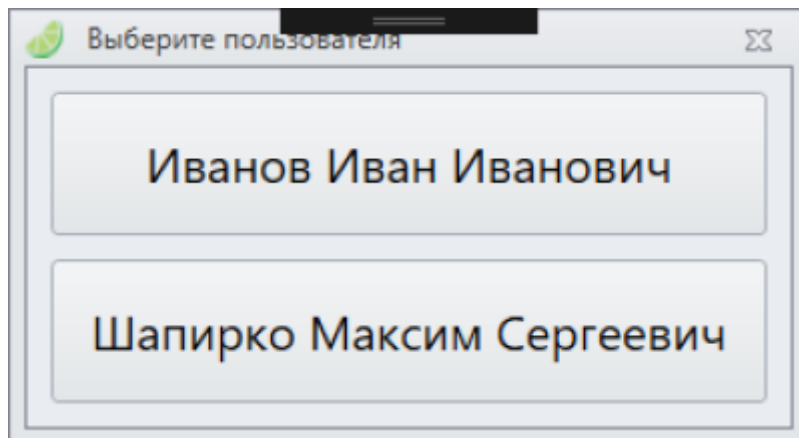 Выберите пользователя
Иванов Иван Иванович
Шапирко Максим Сергеевич